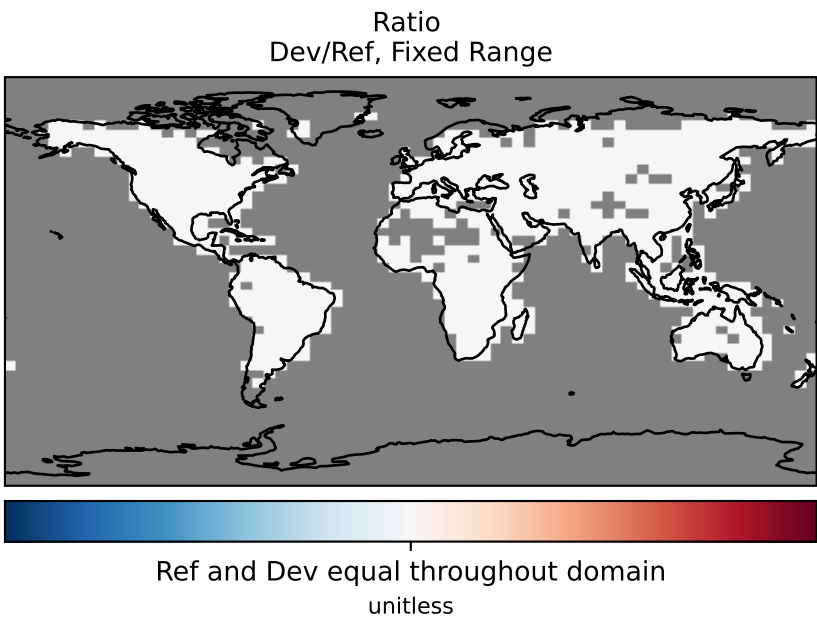 Ratio
Dev/Ref, Fixed Range
Ref and Dev equal throughout domain
unitless